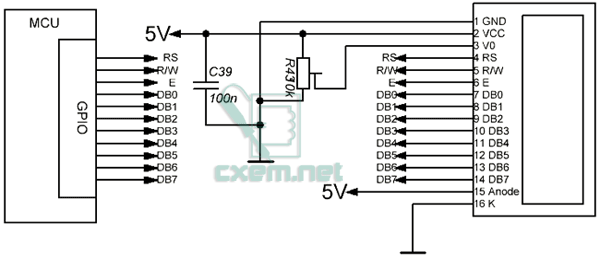 MCU
GPIO
RS
R/W
E
DB0
DB1
DB2
DB3
DB4
DB5
DB6
DB7
5V
C39
100n
R430k
cxem.net
RS
R/W
E
DB0
DB1
DB2
DB3
DB4
DB5
DB6
DB7
5V
1 GND
2 VCC
3 V0
4 RS
5 R/W
6 E
7 DB0
8 DB1
9 DB2
10 DB3
11 DB4
12 DB5
13 DB6
14 DB7
15 Anode
16 K